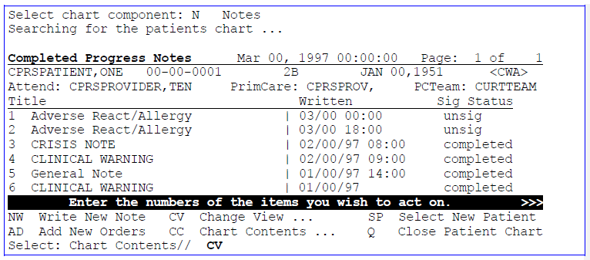 Select chart component: N   Notes
Searching for the patients chart ...
Completed Progress Notes     Mar 00, 1997 00:00:00   Page:  1 of    1
CPRSPATIENT,ONE   00-00-0001        2B        JAN 00,1951      <CWA>
Attend: CPRSPROVIDER,TEN     PrimCare: CPRSPROV,     PCTeam: CURTTEAM
Title                                 Written            Sig Status
1  Adverse React/Allergy            | 03/00 00:00        unsig
2  Adverse React/Allergy            | 03/00 18:00        unsig
3  CRISIS NOTE                      | 02/00/97 08:00     completed
4  CLINICAL WARNING                 | 02/00/97 09:00     completed
5  General Note                     | 01/00/97 14:00     completed
6  CLINICAL WARNING                 | 01/00/97           completed
Enter the numbers of the items you wish to act on.         >>>
NW  Write New Note   CV  Change View ...       SP  Select New Patient
AD  Add New Orders   CC  Chart Contents ...    Q   Close Patient Chart
Select: Chart Contents//  CV